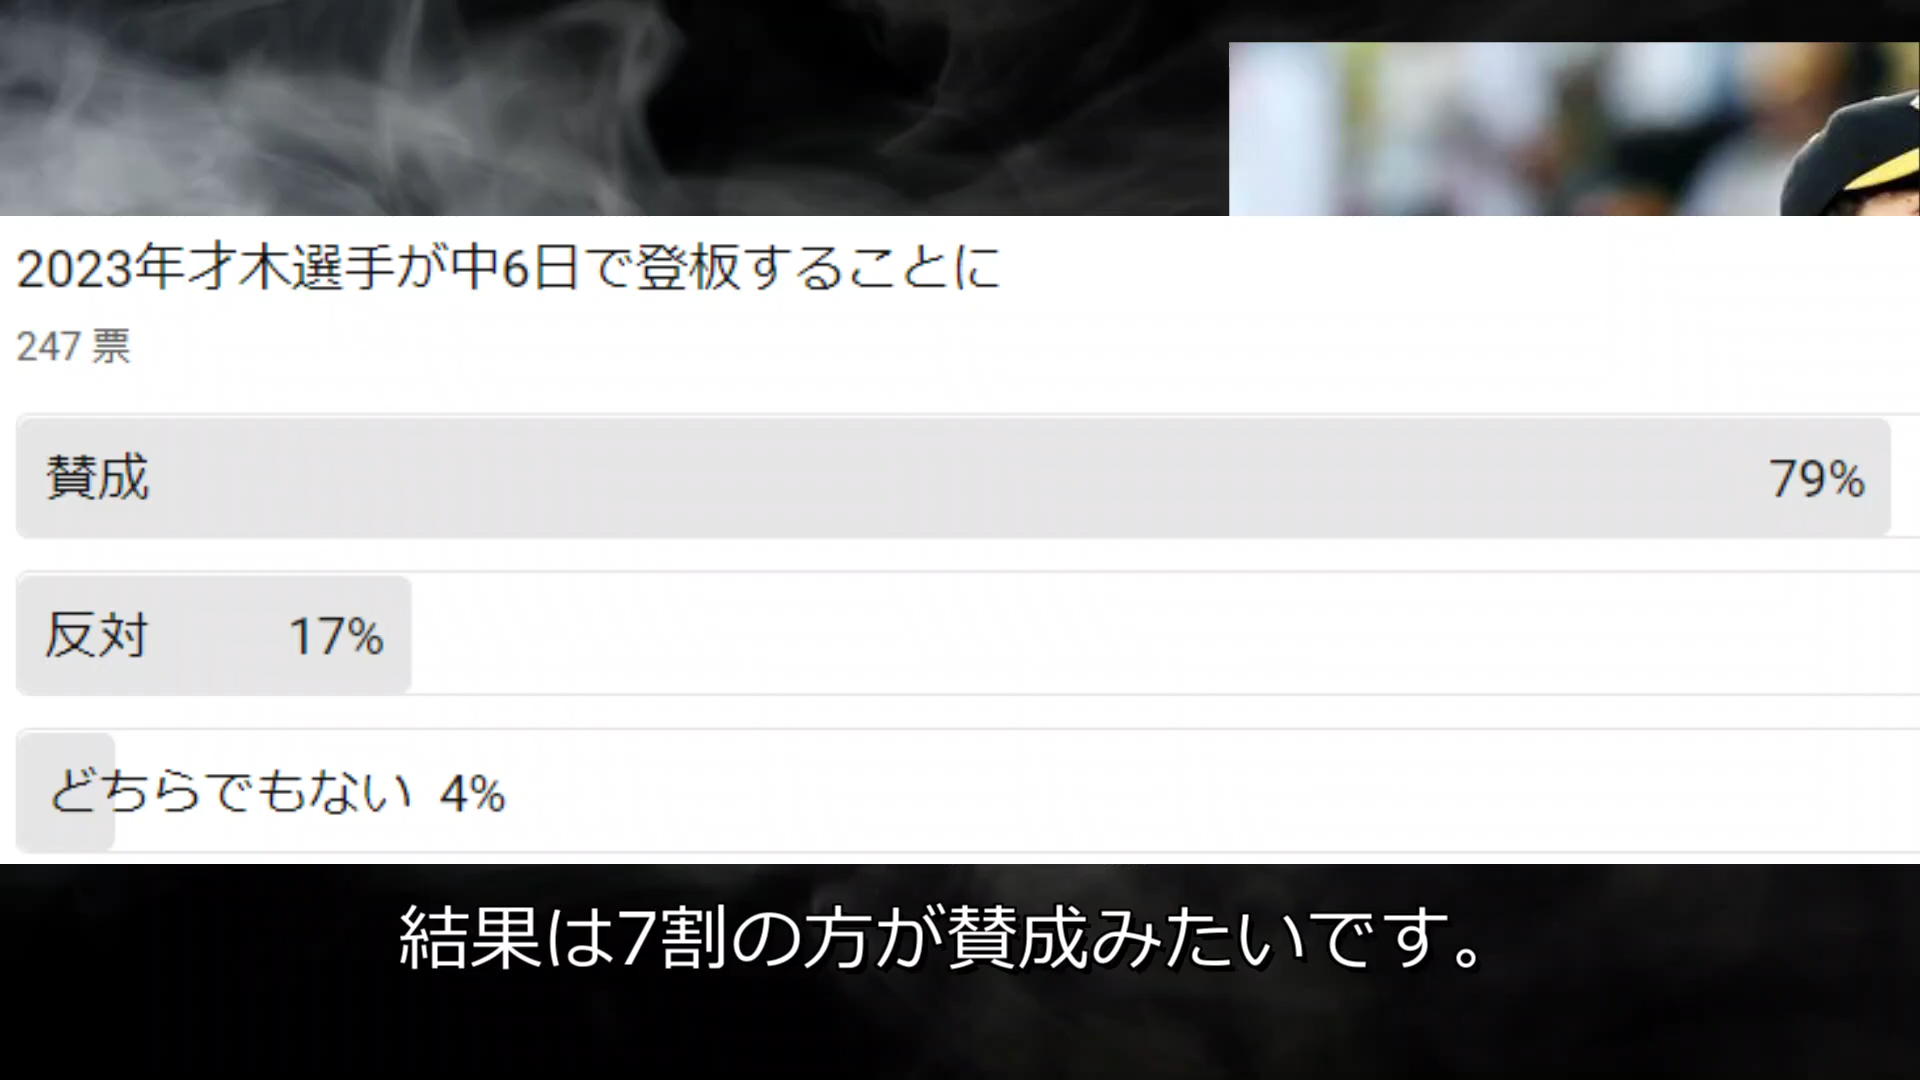 2023年才木選手が中6日で登板することに
247 票
賛成 79%
反対 17%
どちらでもない 4%
結果は7割の方が賛成みたいです。